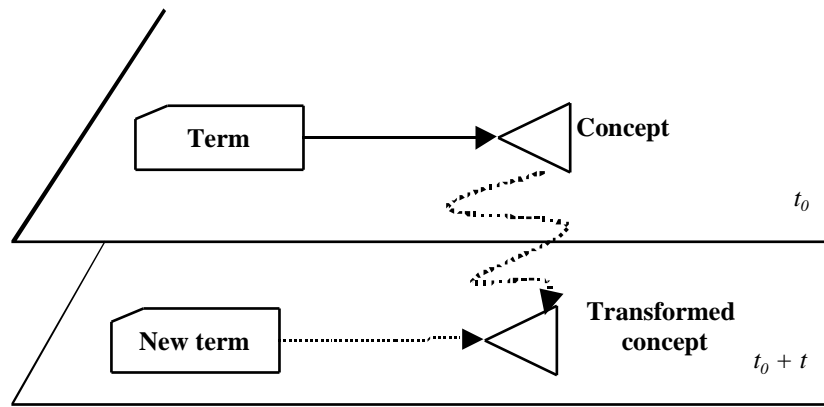 Term
Concept
t0
New term
Transformed
concept
t0 + t